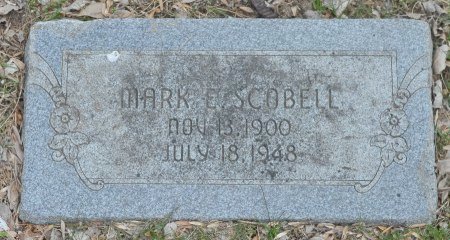 MARK E. SCOBELL
NOV. 13, 1900
JULY 18, 1948